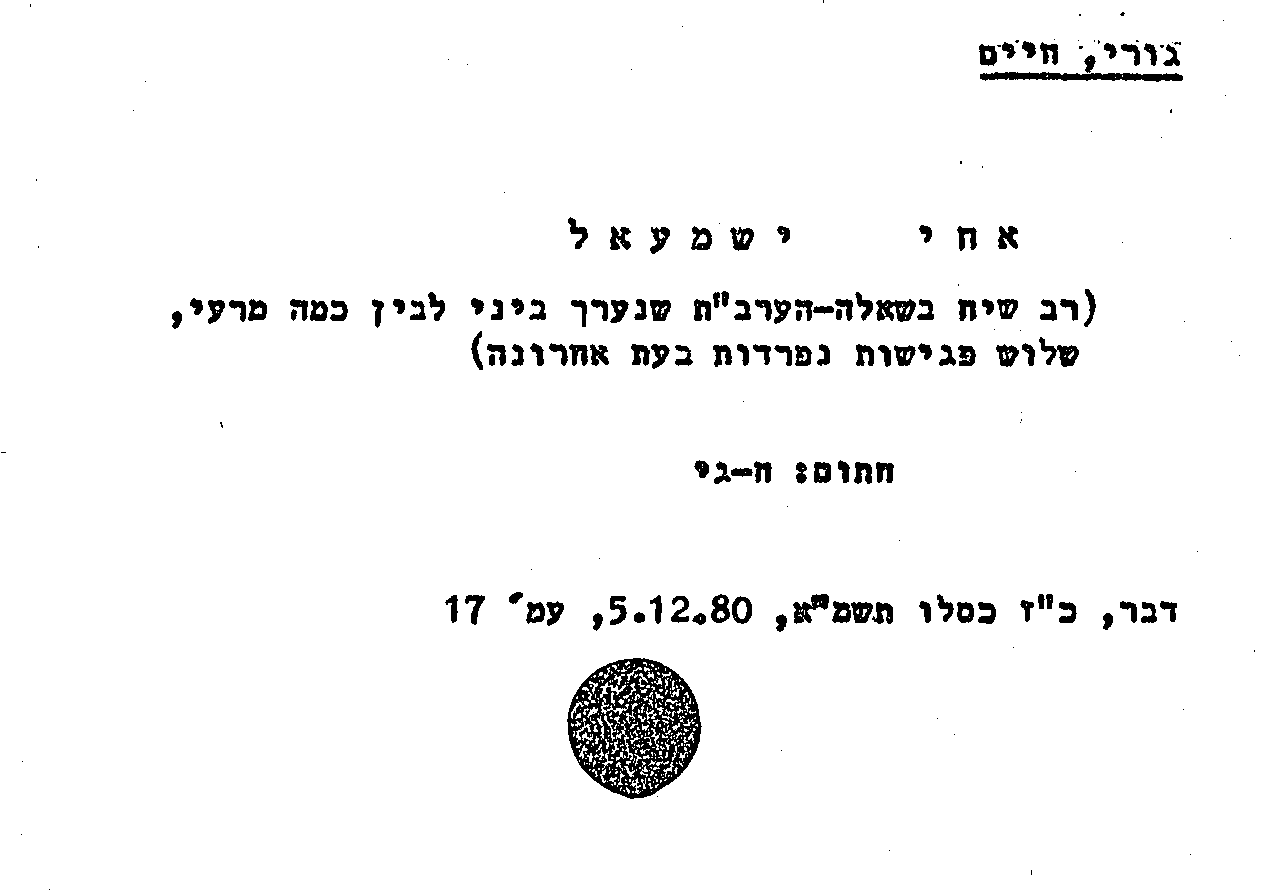 גורי, חיים
אחי ישמעאל
(רב שיח בשאלה-הערב"ת שנערך ביני לבין כמה מרעי,
שלוש פגישות נפרדות בעת אחרונה)
חתום: ח-גי
דבר, כ"ז כסלו תשמ"א, 5.12.80, עמ' 17